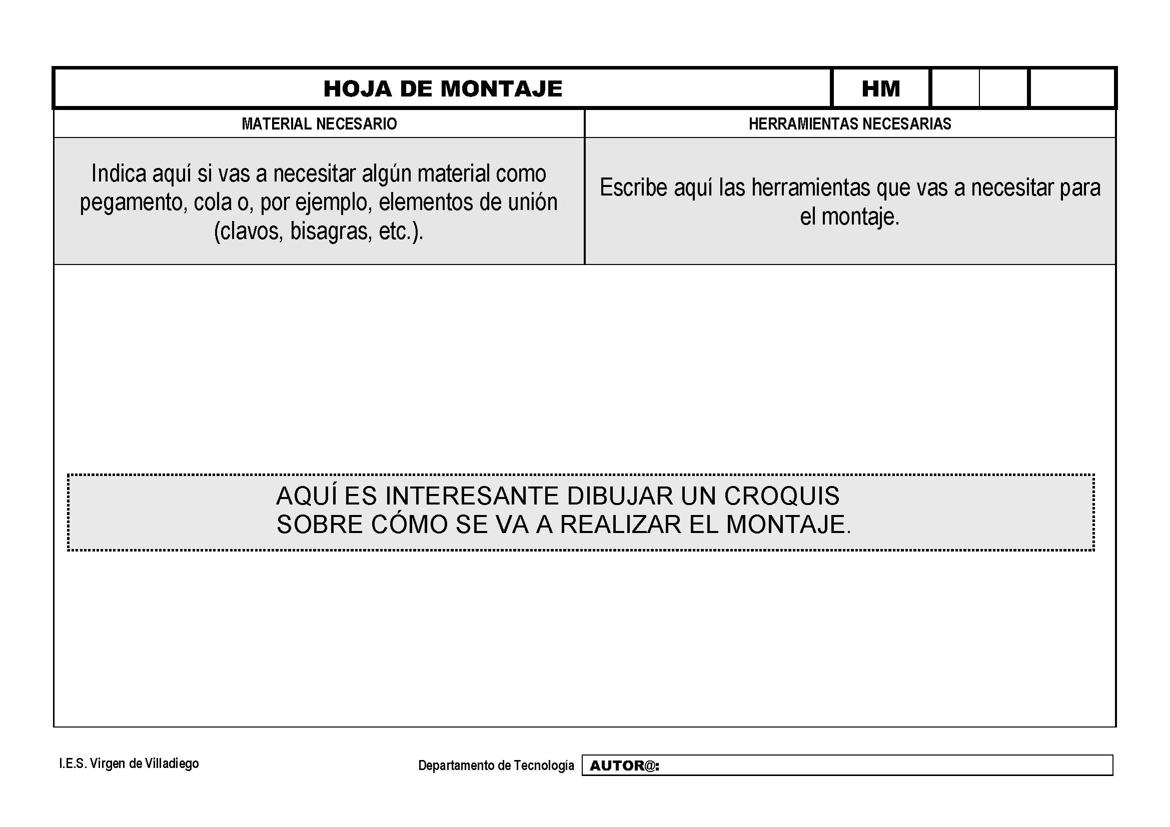 HOJA DE MONTAJE
HM
MATERIAL NECESARIO
HERRAMIENTAS NECESARIAS
Indica aquí si vas a necesitar algún material como
pegamento, cola o, por ejemplo, elementos de unión
(clavos, bisagras, etc.).
Escribe aquí las herramientas que vas a necesitar para
el montaje.
AQUÍ ES INTERESANTE DIBUJAR UN CROQUIS
SOBRE CÓMO SE VA A REALIZAR EL MONTAJE.
I.E.S. Virgen de Villadiego
Departamento de Tecnología
AUTOR@: